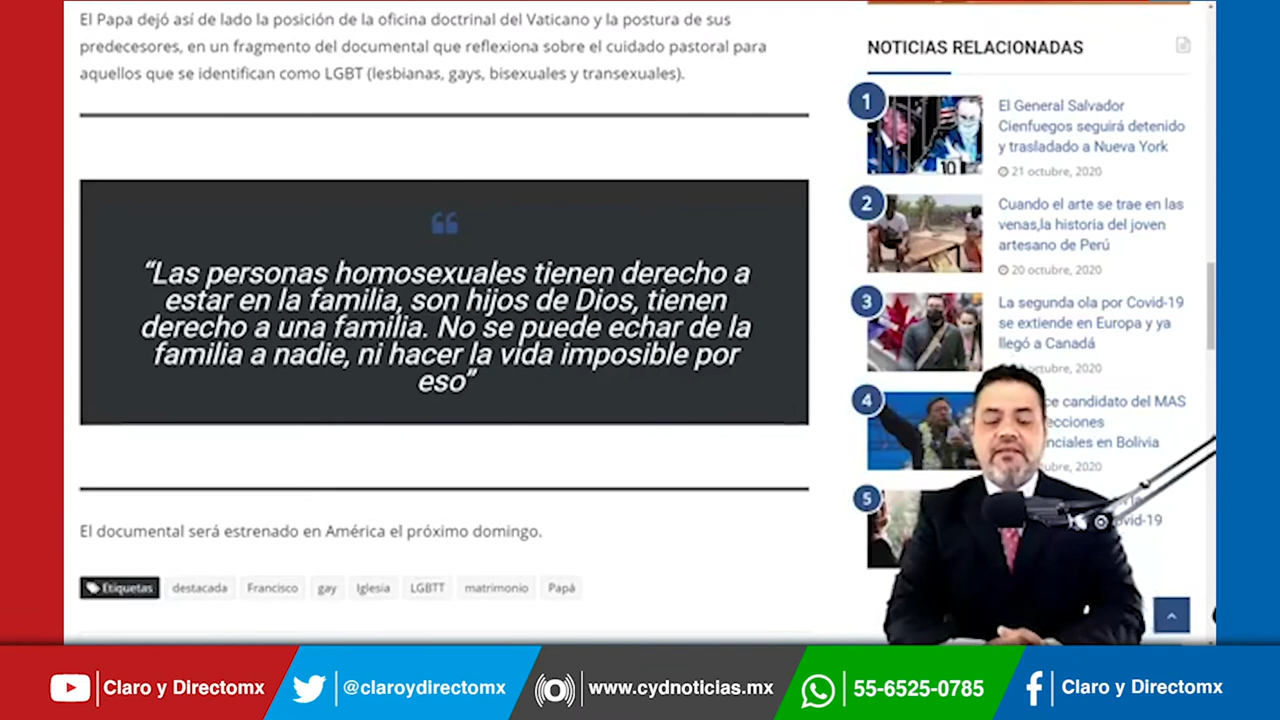 El Papa dejó así de lado la posición de la oficina doctrinal del Vaticano y la postura de sus
predecesores, en un fragmento del documental que reflexiona sobre el cuidado pastoral para
aquellos que se identifican como LGBT (lesbianas, gays, bisexuales y transexuales).
“Las personas homosexuales tienen derecho a
estar en la familia, son hijos de Dios, tienen
derecho a una familia. No se puede echar de la
familia a nadie, ni hacer la vida imposible por
eso”
El documental será estrenado en América el próximo domingo.
Etiquetas destacada Francisco gay Iglesia LGBTT matrimonio Papá
NOTICIAS RELACIONADAS
1
El General Salvador
Cienfuegos seguirá detenido
y trasladado a Nueva York
21 octubre, 2020
10
2
Cuando el arte se trae en las
venas,la historia del joven
artesano de Perú
20 octubre, 2020
3
La segunda ola por Covid-19
se extiende en Europa y ya
llegó a Canadá
octubre, 2020
4
ce candidato del MAS
ecciones
nciales en Bolivia
tubre, 2020
5
ovid-19
Claro y Directomx
@claroydirectomx
www.cydnoticias.mx
55-6525-0785
Claro y Directomx